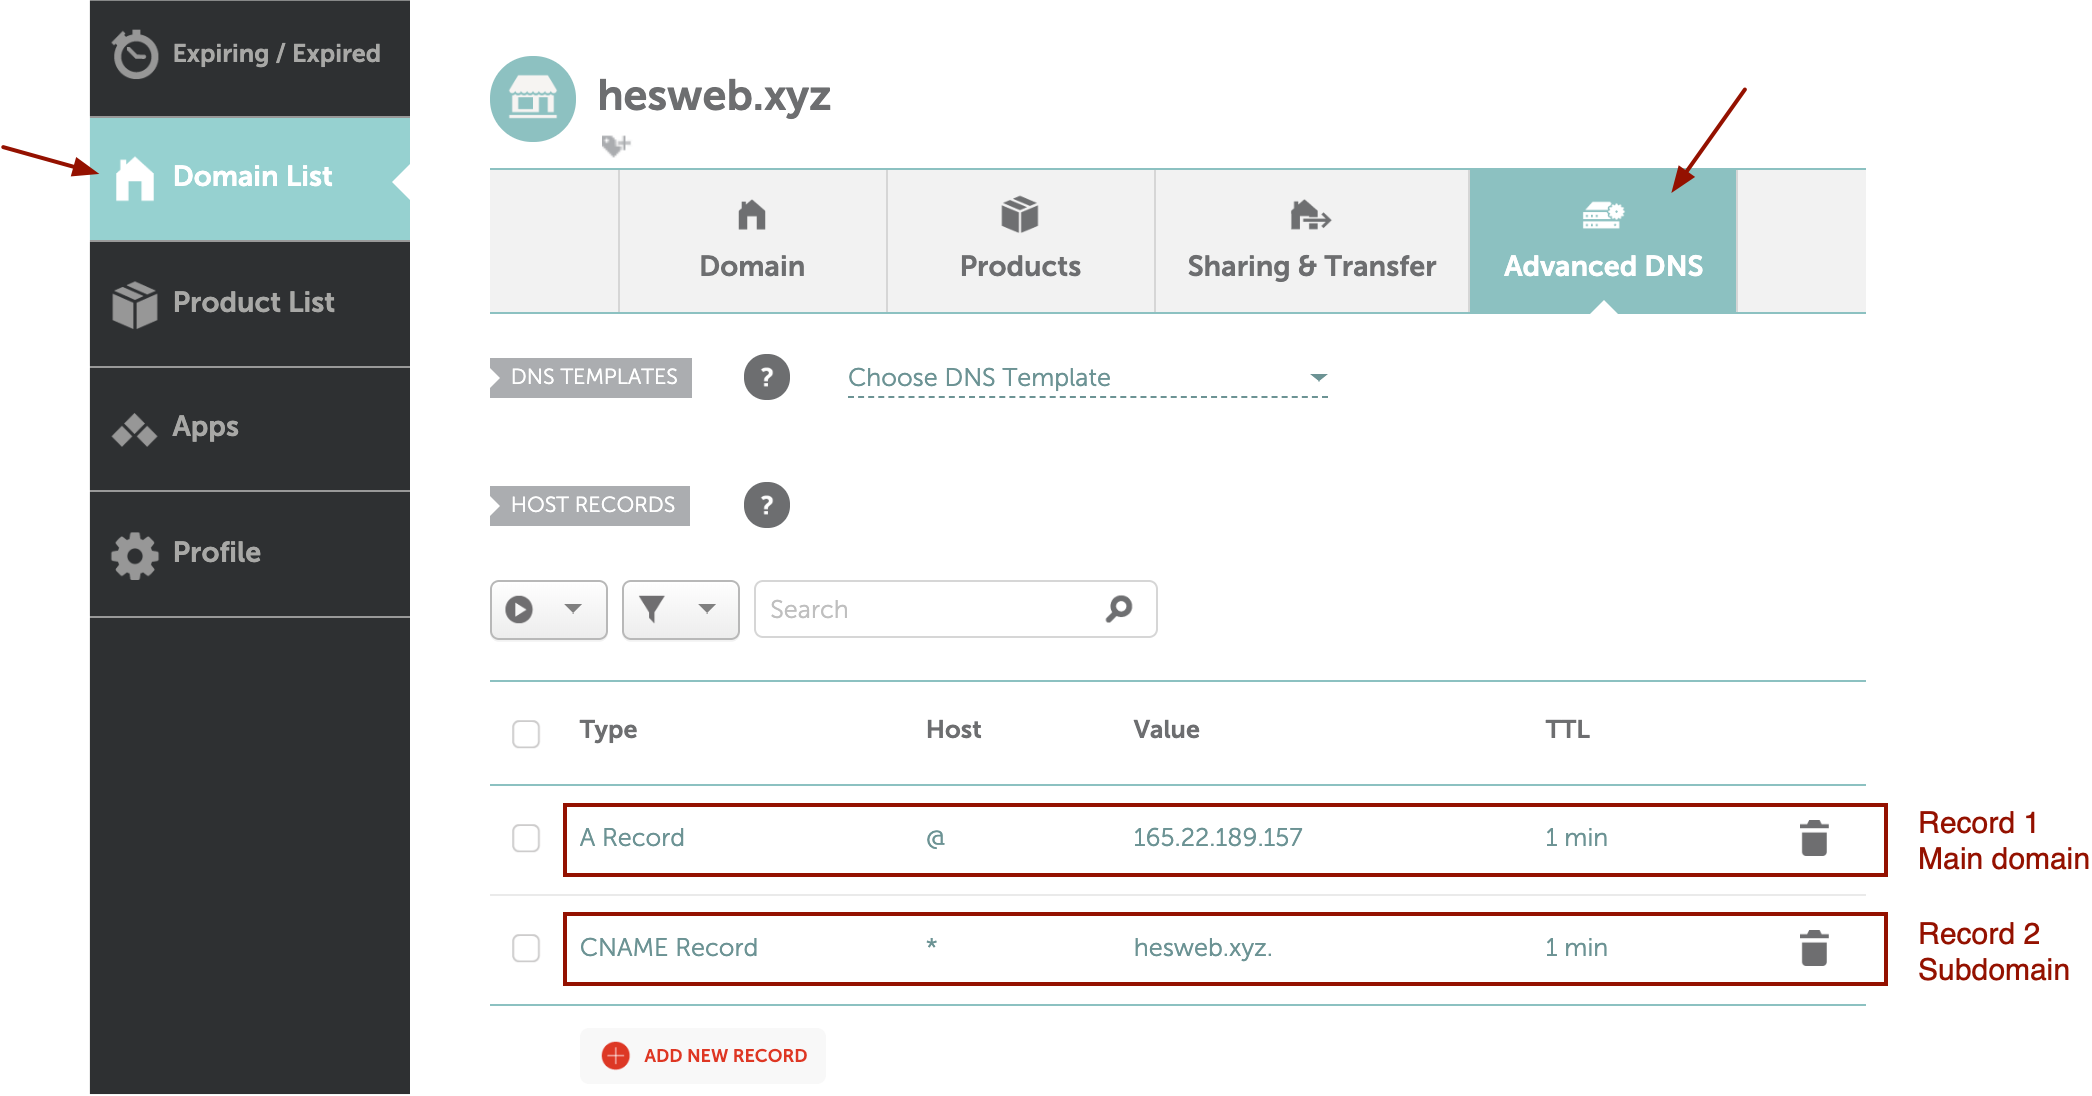 Expiring / Expired
Domain List
Product List
Apps
Profile
hesweb.xyz
Domain
Products
Sharing & Transfer
Advanced DNS
DNS TEMPLATES
?
Choose DNS Template
HOST RECORDS
?
Search
Type Host Value TTL
A Record @ 165.22.189.157 1 min
Record 1
Main domain
CNAME Record * hesweb.xyz. 1 min
Record 2
Subdomain
ADD NEW RECORD